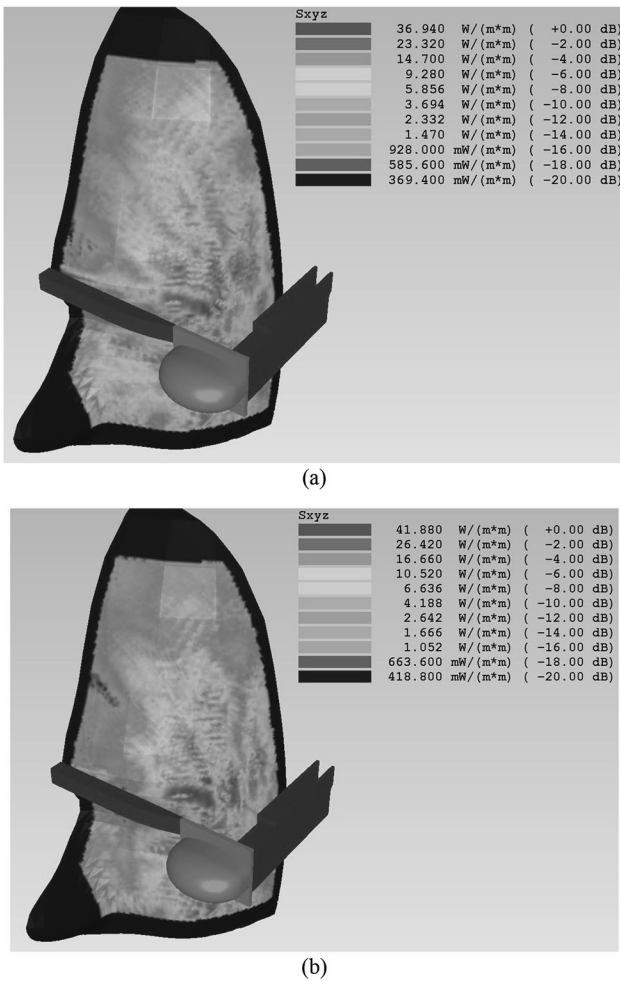 Sxyz
36.940 W/(m*m) ( +0.00 dB)
23.320 W/(m*m) ( -2.00 dB)
14.700 W/(m*m) ( -4.00 dB)
9.280 W/(m*m) ( -6.00 dB)
5.856 W/(m*m) ( -8.00 dB)
3.694 W/(m*m) ( -10.00 dB)
2.332 W/(m*m) ( -12.00 dB)
1.470 W/(m*m) ( -14.00 dB)
928.000 mW/(m*m) ( -16.00 dB)
585.600 mW/(m*m) ( -18.00 dB)
369.400 mW/(m*m) ( -20.00 dB)
(a)
Sxyz
41.880 W/(m*m) ( +0.00 dB)
26.420 W/(m*m) ( -2.00 dB)
16.660 W/(m*m) ( -4.00 dB)
10.520 W/(m*m) ( -6.00 dB)
6.636 W/(m*m) ( -8.00 dB)
4.188 W/(m*m) ( -10.00 dB)
2.642 W/(m*m) ( -12.00 dB)
1.666 W/(m*m) ( -14.00 dB)
1.052 W/(m*m) ( -16.00 dB)
663.600 mW/(m*m) ( -18.00 dB)
418.800 mW/(m*m) ( -20.00 dB)
(b)